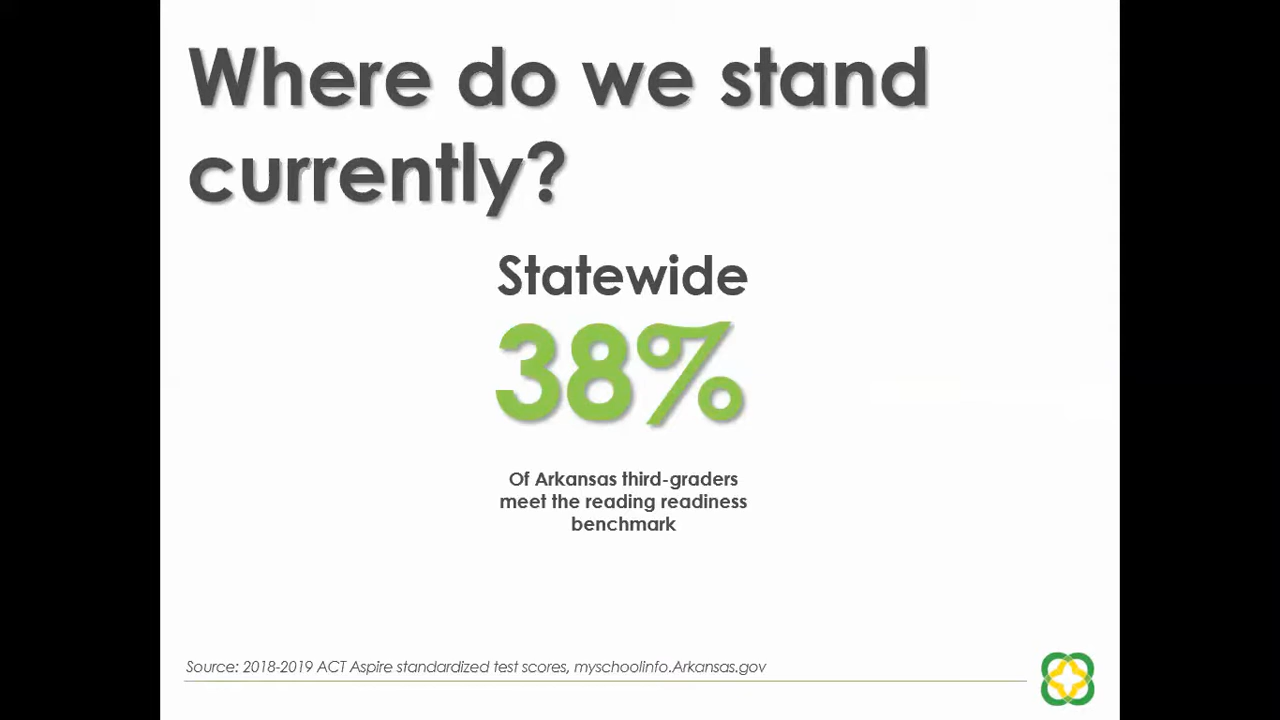 Where do we stand
currently?
Statewide
38%
Of Arkansas third-graders
meet the reading readiness
benchmark
Source: 2018-2019 ACT Aspire standardized test scores, myschoolinfo.Arkansas.gov